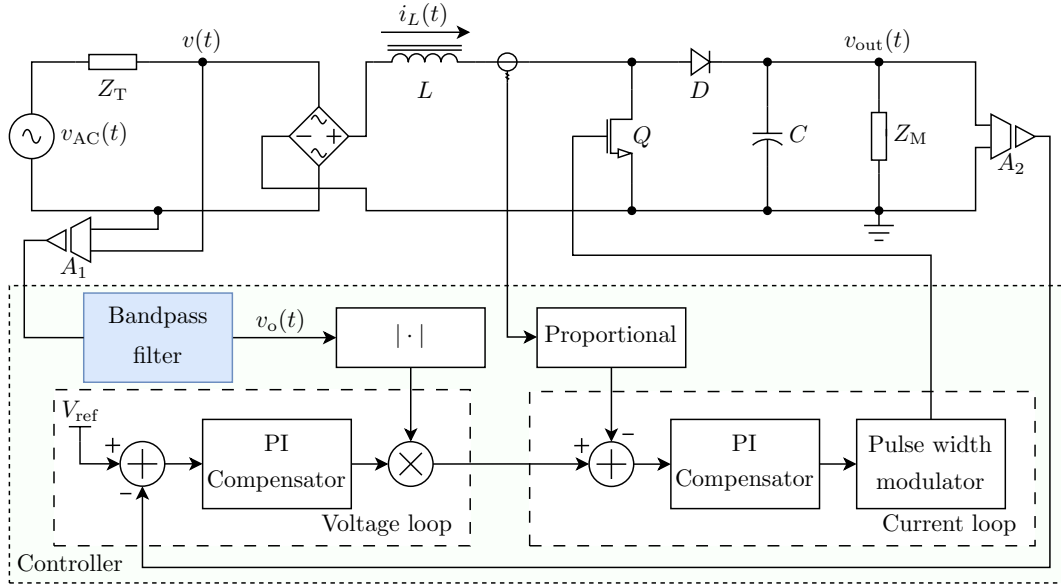 i_L(t)
v(t)
v_out(t)
Z_T
L
D
v_AC(t)
Q
C
Z_M
A_2
A_1
Bandpass
filter
v_o(t)
| · |
Proportional
V_ref
+
−
PI
Compensator
+
−
PI
Compensator
Pulse width
modulator
Voltage loop
Current loop
Controller